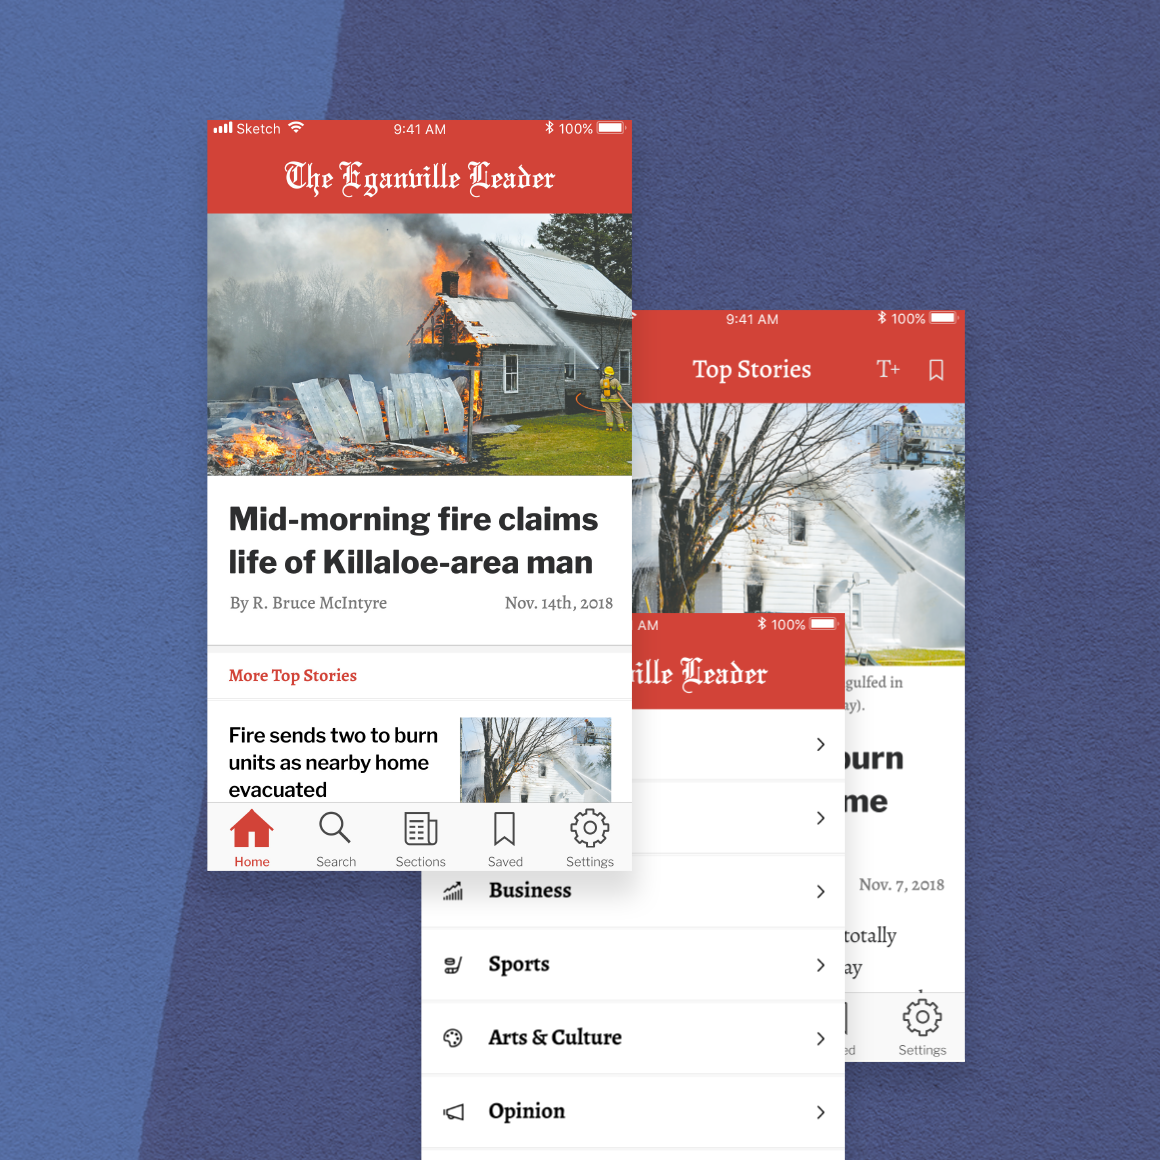 Sketch 9:41 AM 100%
The Eganville Leader
Mid-morning fire claims
life of Killaloe-area man
By R. Bruce McIntyre Nov. 14th, 2018
More Top Stories
Fire sends two to burn
units as nearby home
evacuated
Home Search Sections Saved Settings
9:41 AM 100%
Top Stories T+
gulfed in
ay).
ourn
me
Nov. 7, 2018
totally
ay
ed Settings
AM 100%
ille Leader
Business
Sports
Arts & Culture
Opinion